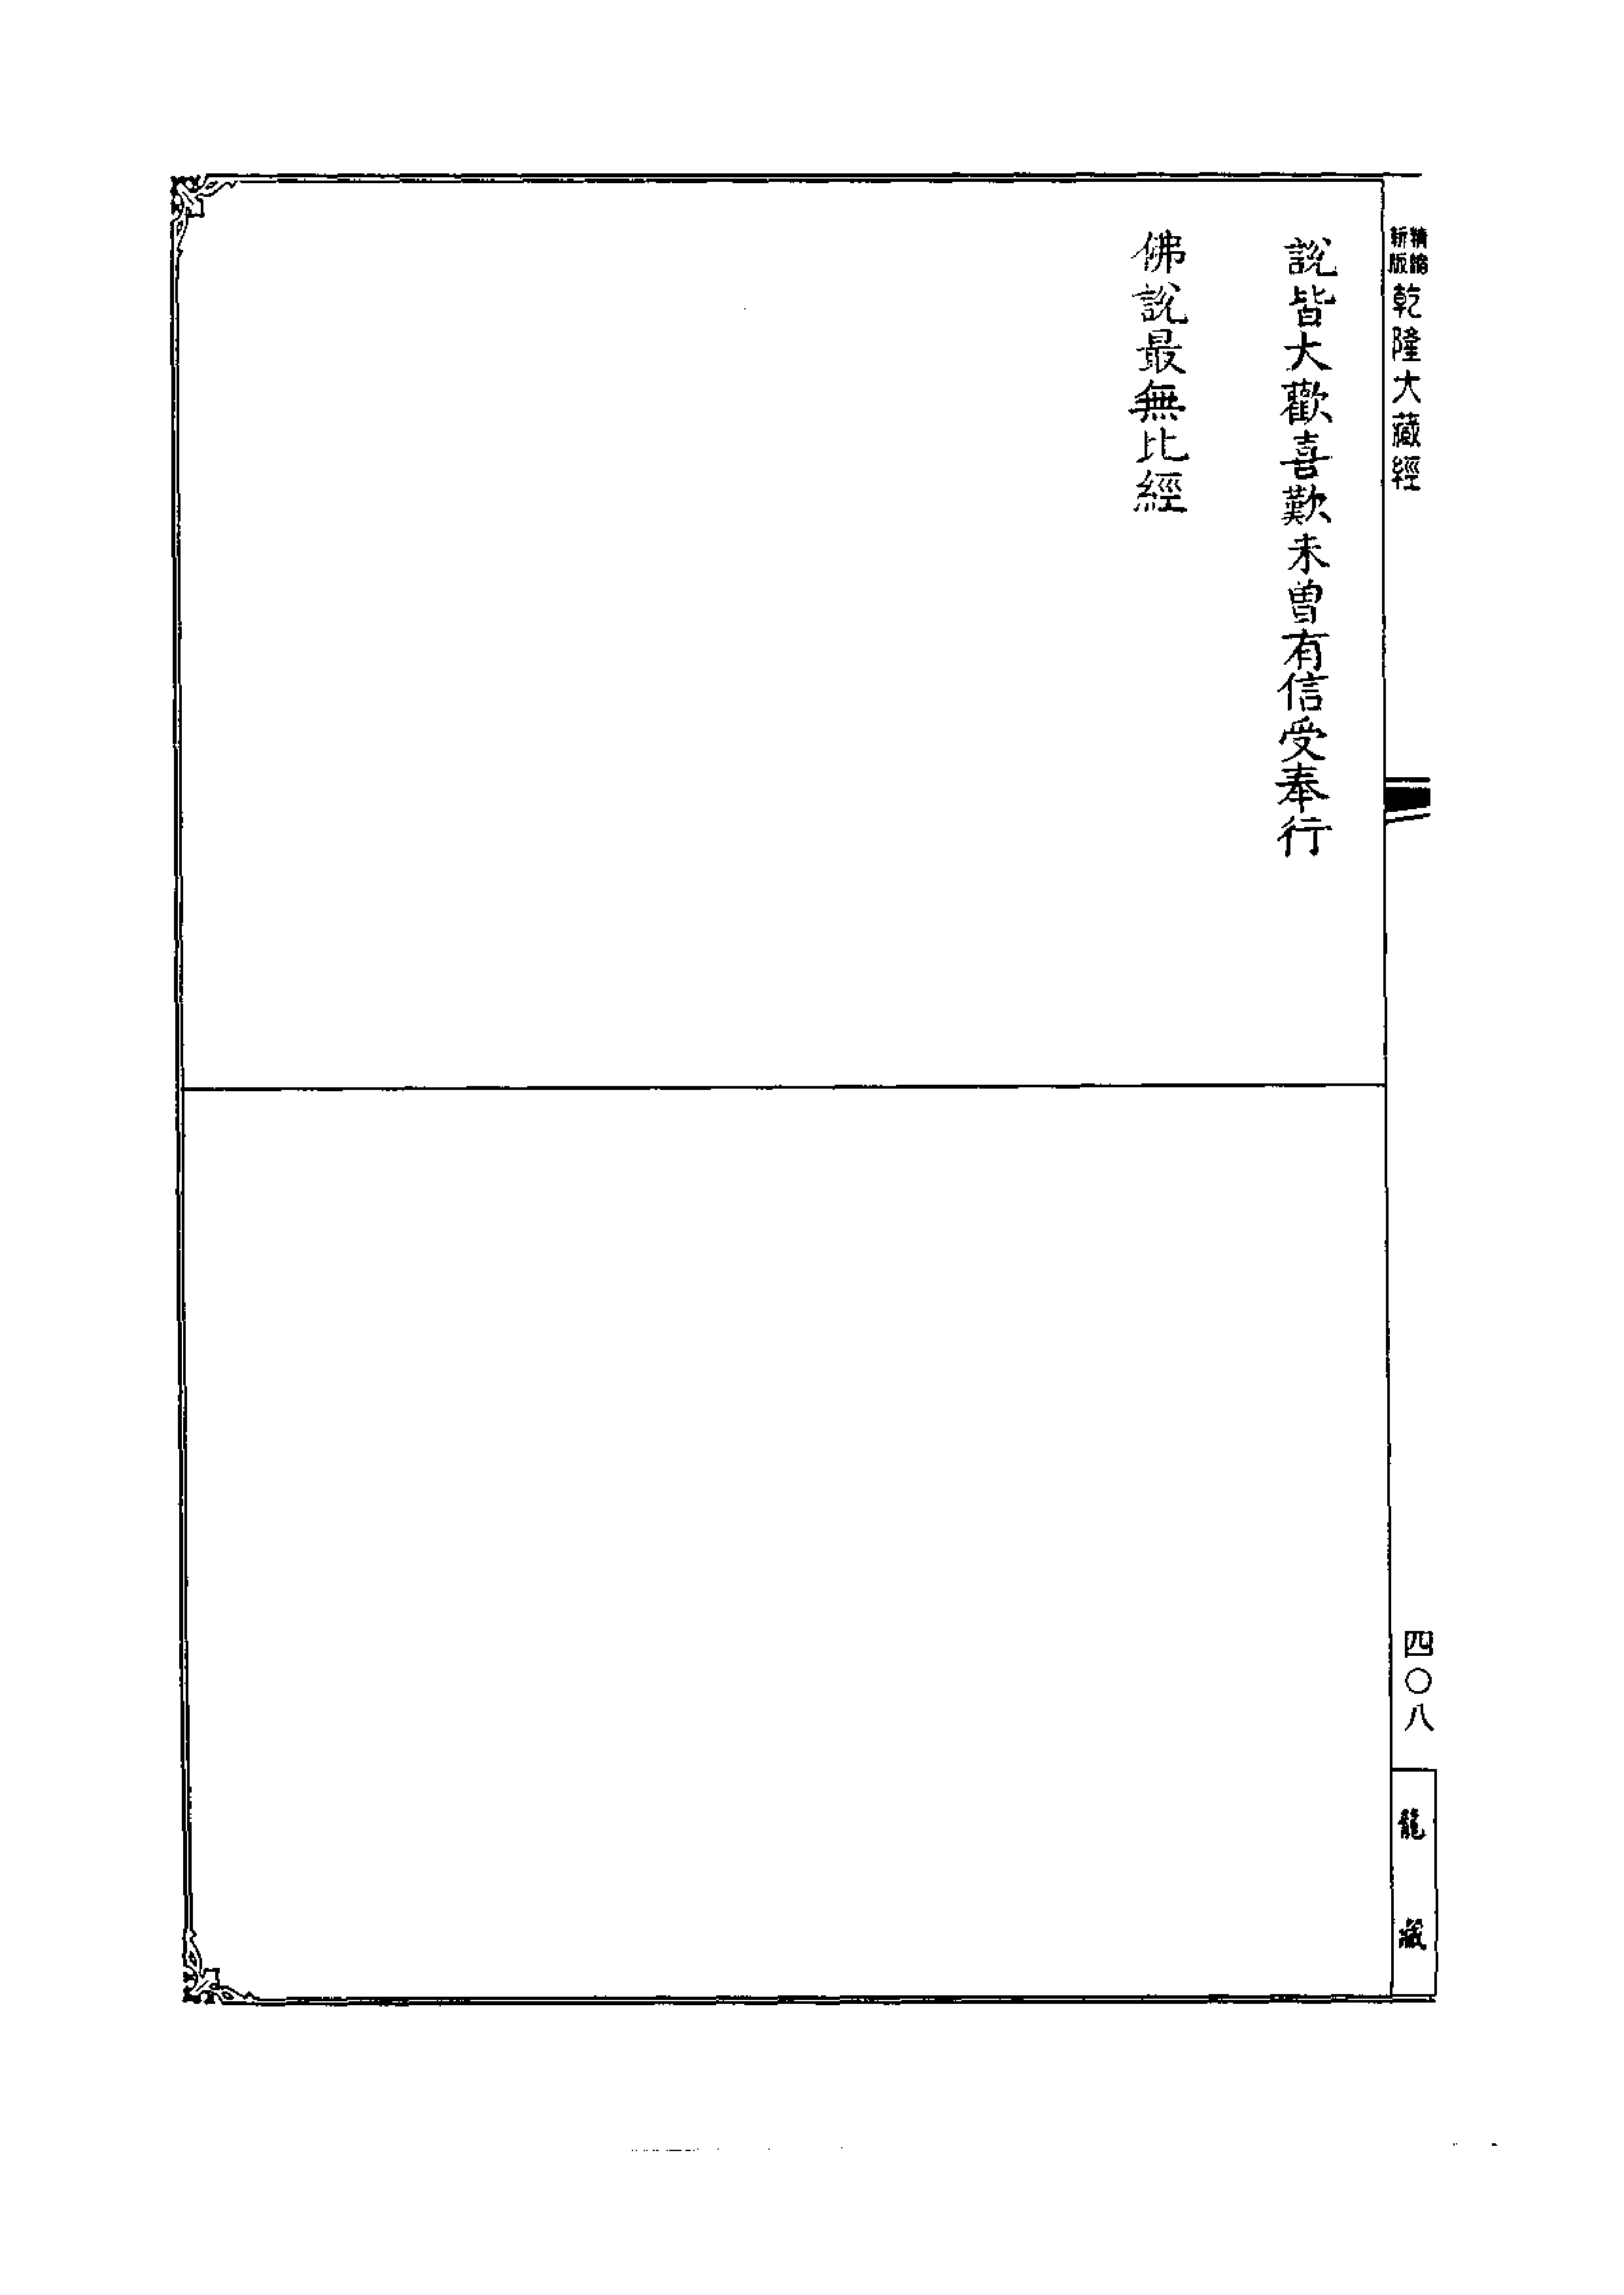 精縮
新版
乾隆大藏經
說皆大歡喜歎未曾有信受奉行
佛說最無比經
四〇八
龍藏